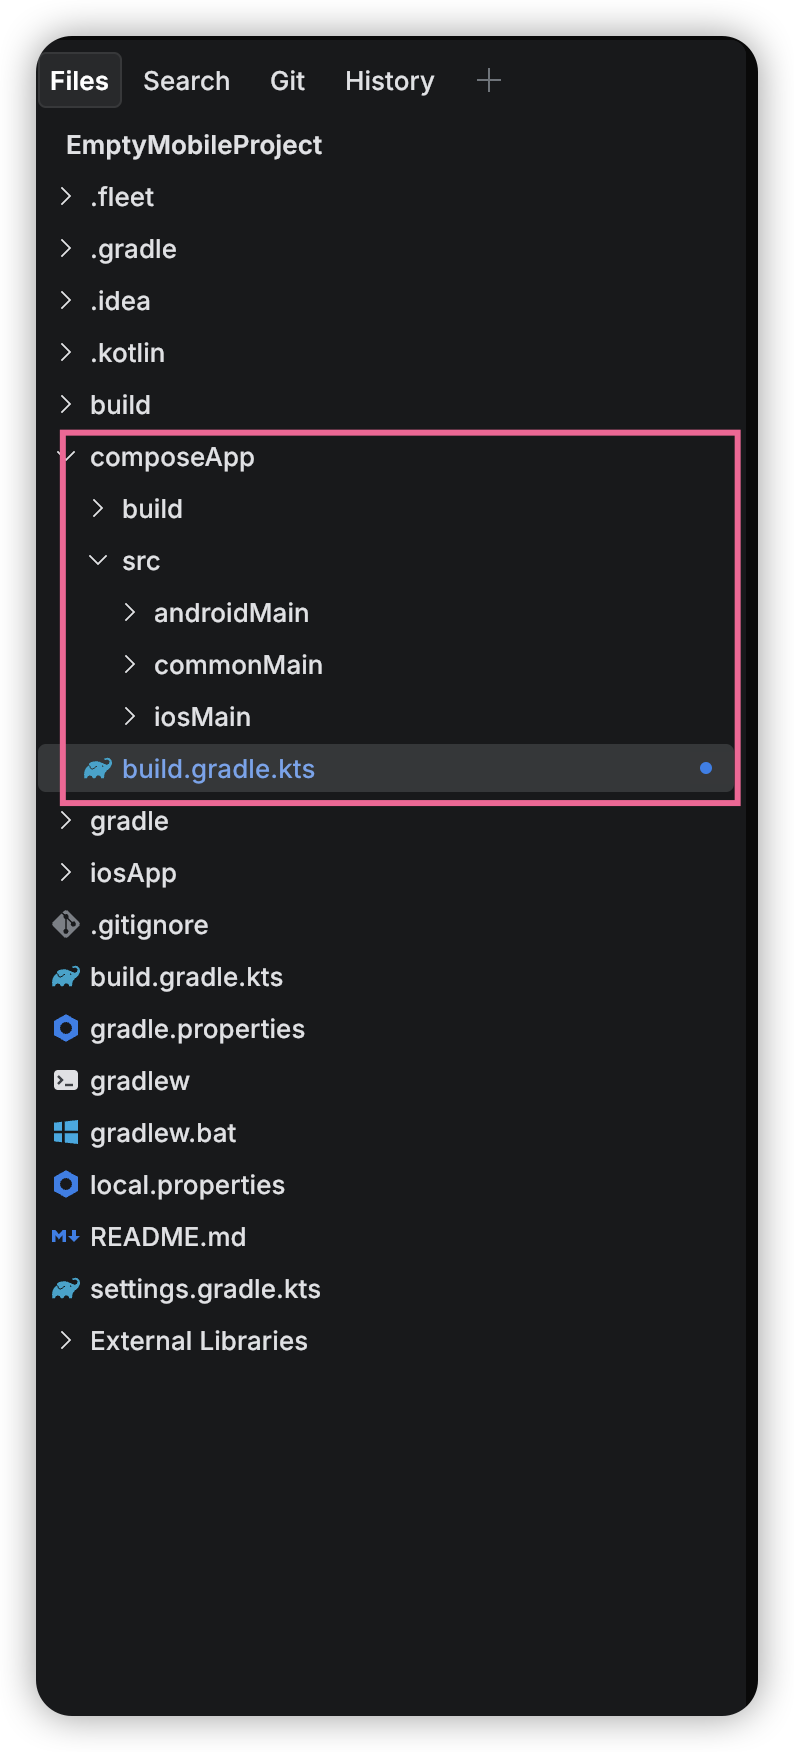 Files Search Git History
EmptyMobileProject
.fleet
.gradle
.idea
.kotlin
build
composeApp
build
src
androidMain
commonMain
iosMain
build.gradle.kts
gradle
iosApp
.gitignore
build.gradle.kts
gradle.properties
gradlew
gradlew.bat
local.properties
README.md
settings.gradle.kts
External Libraries